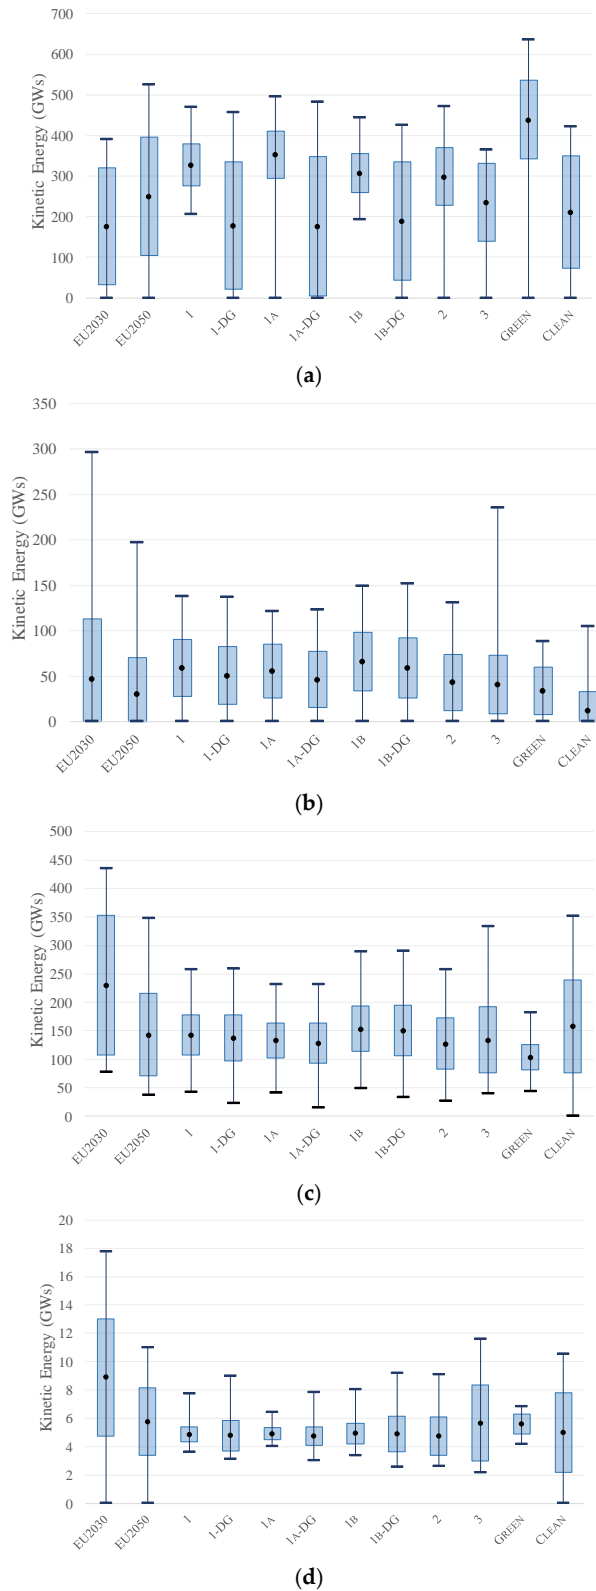 700
600
500
400
300
200
100
0
Kinetic Energy (GWs)
EU2030
EU2050
1
1-DG
1A
1A-DG
1B
1B-DG
2
3
GREEN
CLEAN
(a)
350
300
250
200
150
100
50
0
Kinetic Energy (GWs)
EU2030
EU2050
1
1-DG
1A
1A-DG
1B
1B-DG
2
3
GREEN
CLEAN
(b)
500
450
400
350
300
250
200
150
100
50
0
Kinetic Energy (GWs)
EU2030
EU2050
1
1-DG
1A
1A-DG
1B
1B-DG
2
3
GREEN
CLEAN
(c)
20
18
16
14
12
10
8
6
4
2
0
Kinetic Energy (GWs)
EU2030
EU2050
1
1-DG
1A
1A-DG
1B
1B-DG
2
3
GREEN
CLEAN
(d)